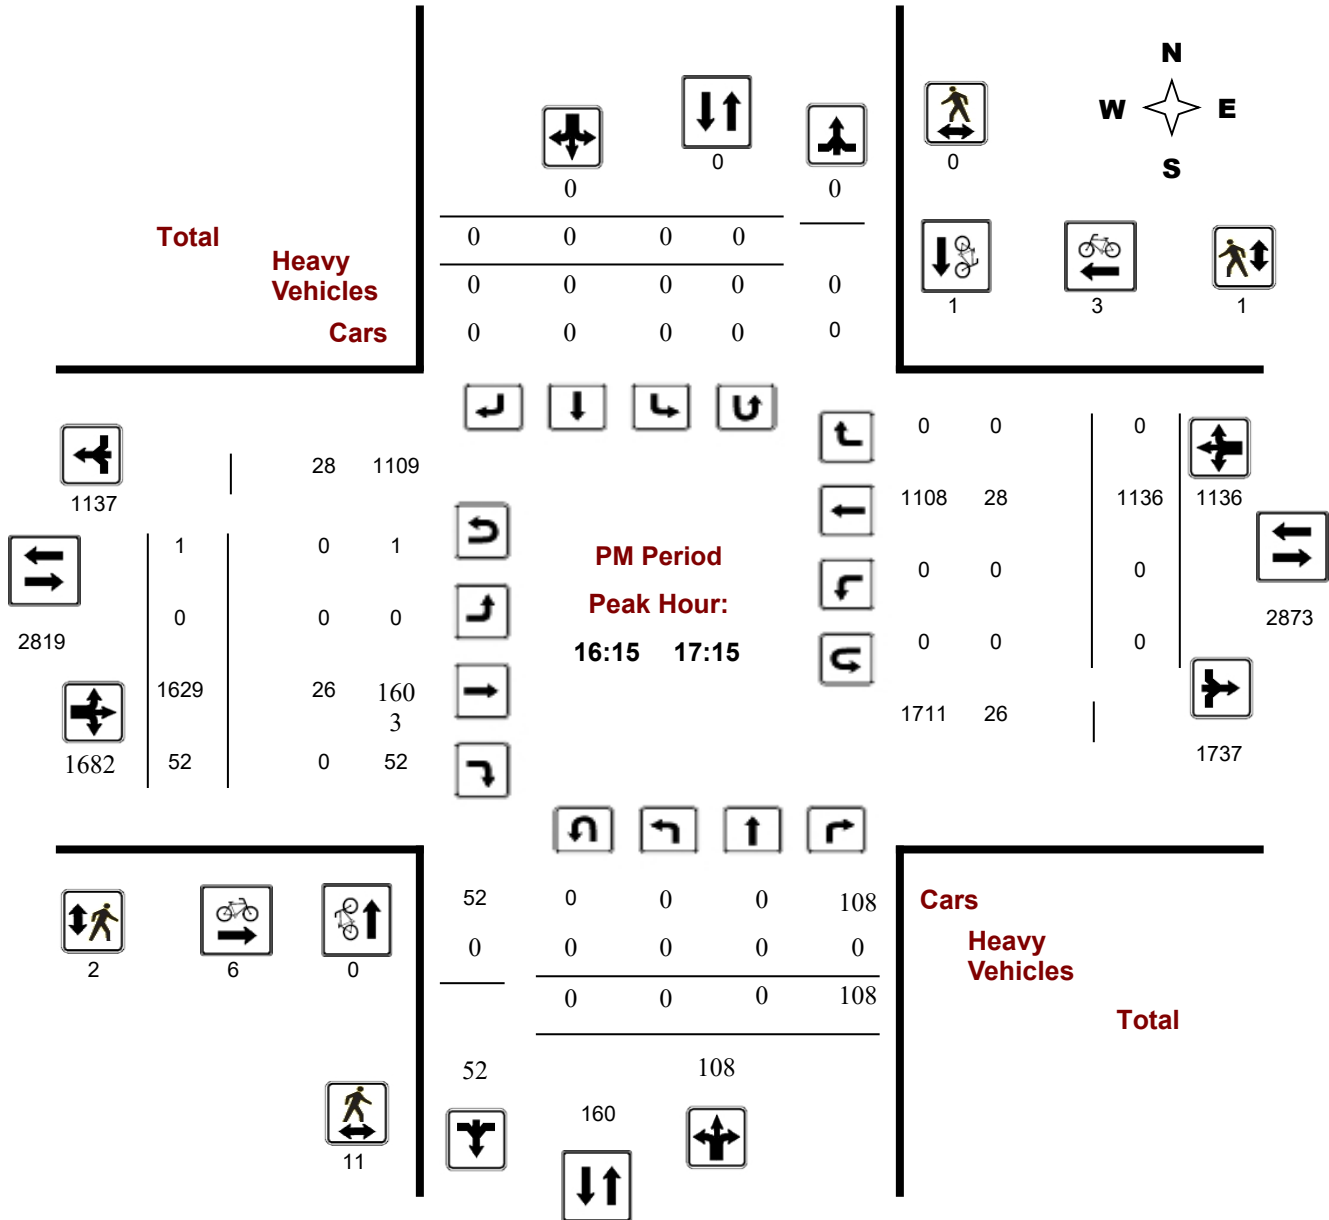 N
W E
S
0
0
0 0
0
Total
0 0 0 0
Heavy
Vehicles
0 0 0 0 0
1 3 1
Cars
0 0 0 0 0
0 0 0
28 1109
1137
1108 28 1136 1136
1 0 1
PM Period
0 0 0
Peak Hour:
0 0 0
2873
2819
16:15 17:15
0 0 0
1629 26 160
3
1711 26
1682 52 0 52
1737
52 0 0 0 108
Cars
0 0 0 0 0
Heavy
Vehicles
2 6 0
0 0 0 108
Total
52 108
160
11